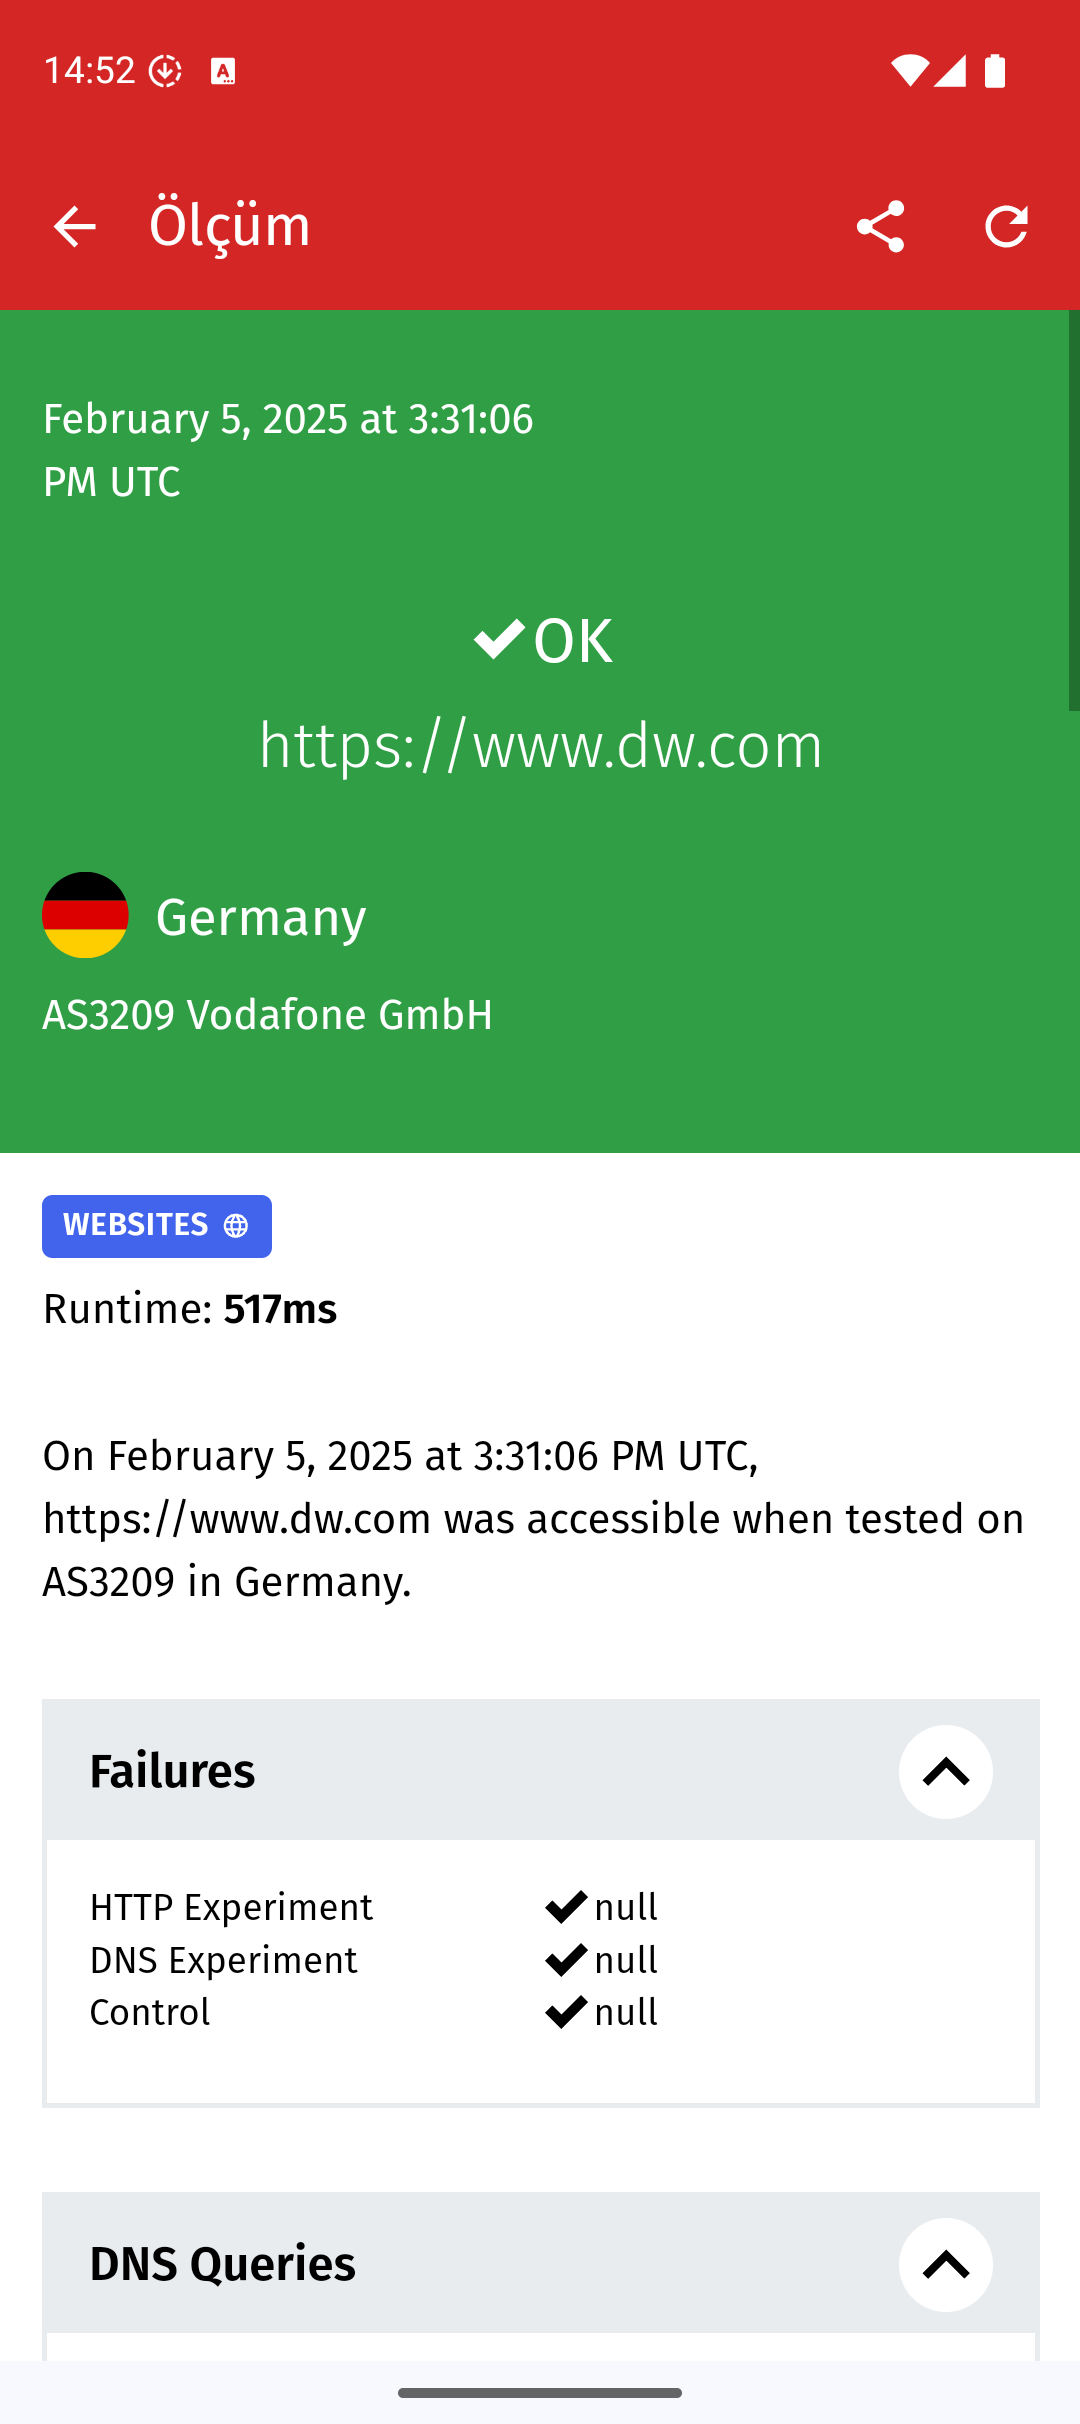 14:52
Ölçüm
February 5, 2025 at 3:31:06
PM UTC
OK
https://www.dw.com
Germany
AS3209 Vodafone GmbH
WEBSITES
Runtime: 517ms
On February 5, 2025 at 3:31:06 PM UTC,
https://www.dw.com was accessible when tested on
AS3209 in Germany.
Failures
HTTP Experiment null
DNS Experiment null
Control null
DNS Queries